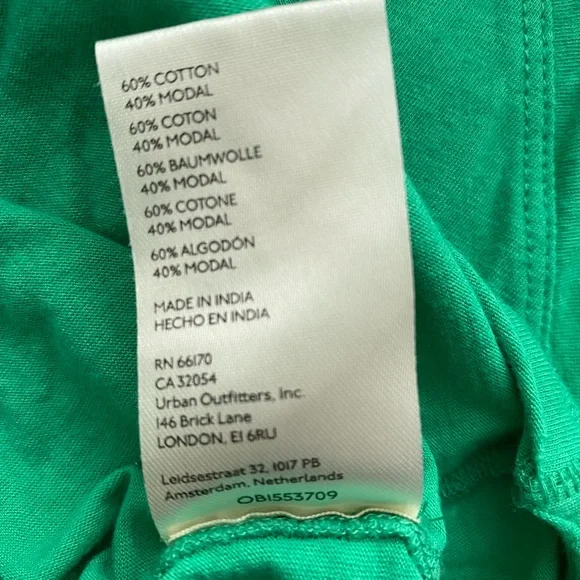 60% COTTON
40% MODAL
60% COTON
40% MODAL
60% BAUMWOLLE
40% MODAL
60% COTONE
40% MODAL
60% ALGODÓN
40% MODAL
MADE IN INDIA
HECHO EN INDIA
RN 66170
CA 32054
Urban Outfitters, Inc.
146 Brick Lane
LONDON, E1 6RU
Leidsestraat 32, 1017 PB
Amsterdam, Netherlands
OB1553709